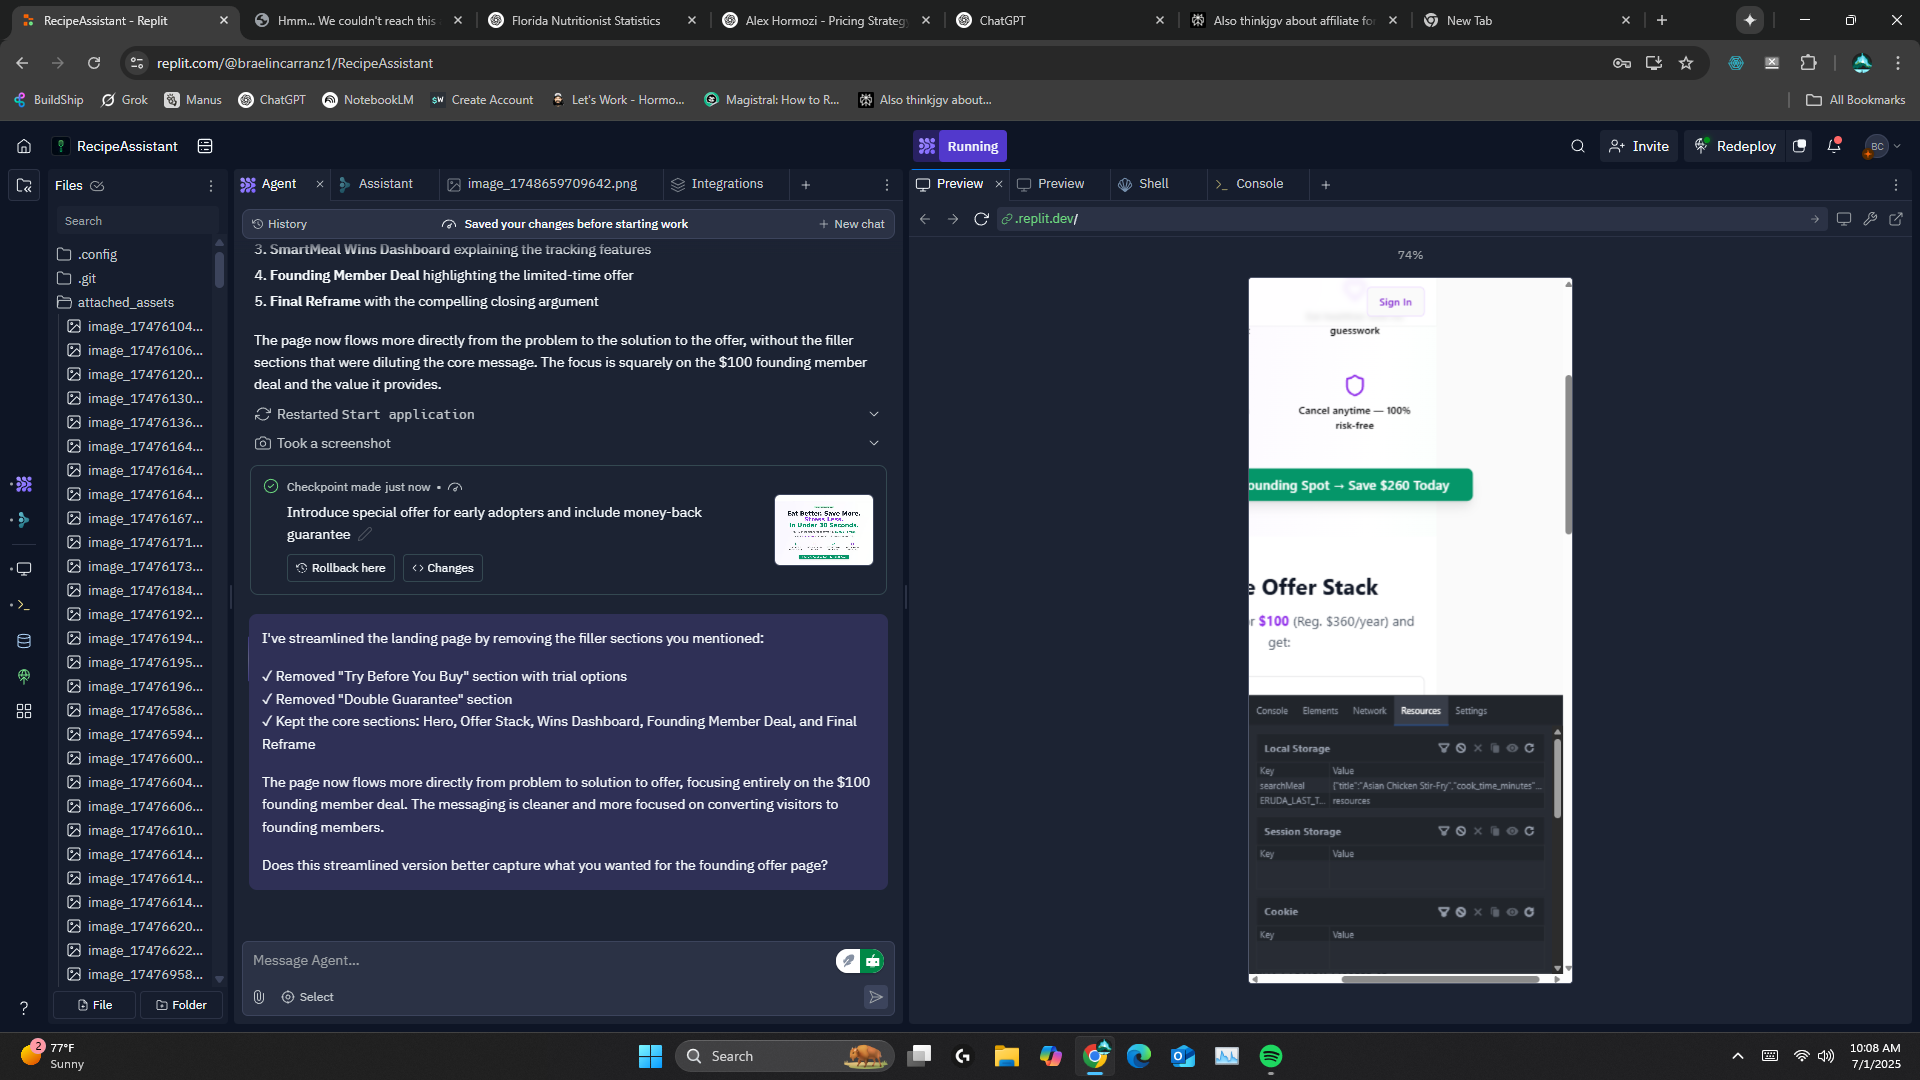 RecipeAssistant - Replit
Hmm... We couldn't reach this
Florida Nutritionist Statistics
Alex Hormozi - Pricing Strateg
ChatGPT
Also thinkjgv about affiliate fo
New Tab
replit.com/@braelincarranz1/RecipeAssistant
BuildShip
Grok
Manus
ChatGPT
NotebookLM
Create Account
Let's Work - Hormo...
Magistral: How to R...
Also thinkjgv about...
All Bookmarks
RecipeAssistant
Running
Invite
Redeploy
BC
Files
Agent
Assistant
image_1748659709642.png
Integrations
Preview
Preview
Shell
Console
Search
History
Saved your changes before starting work
New chat
.replit.dev/
74%
.config
.git
attached_assets
image_17476104...
image_17476106...
image_17476120...
image_17476130...
image_17476136...
image_17476164...
image_17476164...
image_17476164...
image_17476167...
image_17476171...
image_17476173...
image_17476184...
image_17476192...
image_17476194...
image_17476195...
image_17476196...
image_17476586...
image_17476594...
image_17476600...
image_17476604...
image_17476606...
image_17476610...
image_17476614...
image_17476614...
image_17476614...
image_17476620...
image_17476622...
image_17476958...
File
Folder
3. SmartMeal Wins Dashboard explaining the tracking features
4. Founding Member Deal highlighting the limited-time offer
5. Final Reframe with the compelling closing argument
The page now flows more directly from the problem to the solution to the offer, without the filler
sections that were diluting the core message. The focus is squarely on the $100 founding member
deal and the value it provides.
Restarted Start application
Took a screenshot
Checkpoint made just now •
Introduce special offer for early adopters and include money-back
guarantee
Rollback here
Changes
Eat Better. Save More.
Stress Less.
In Under 30 Seconds.
I've streamlined the landing page by removing the filler sections you mentioned:
✓ Removed "Try Before You Buy" section with trial options
✓ Removed "Double Guarantee" section
✓ Kept the core sections: Hero, Offer Stack, Wins Dashboard, Founding Member Deal, and Final
Reframe
The page now flows more directly from problem to solution to offer, focusing entirely on the $100
founding member deal. The messaging is cleaner and more focused on converting visitors to
founding members.
Does this streamlined version better capture what you wanted for the founding offer page?
Message Agent...
Select
Sign In
guesswork
Cancel anytime — 100%
risk-free
ounding Spot → Save $260 Today
e Offer Stack
r $100 (Reg. $360/year) and
get:
Console
Elements
Network
Resources
Settings
Local Storage
Key
Value
searchMeal
{"title":"Asian Chicken Stir-Fry","cook_time_minutes"...
ERUDA_LAST_T...
resources
Session Storage
Key
Value
Cookie
Key
Value
2
77°F
Sunny
Search
10:08 AM
7/1/2025